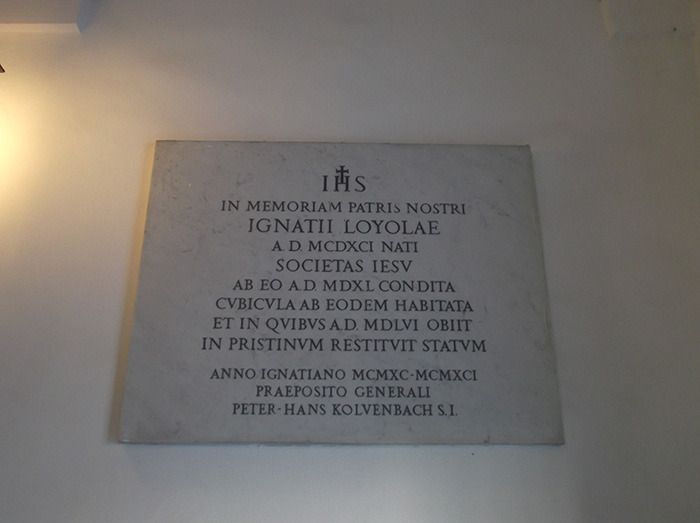 IHS
IN MEMORIAM PATRIS NOSTRI
IGNATII LOYOLAE
A.D. MCDXCI NATI
SOCIETAS IESV
AB EO A.D. MDXL CONDITA
CVBICVLA AB EODEM HABITATA
ET IN QVIBVS A.D. MDLVI OBIIT
IN PRISTINVM RESTITVIT STATVM
ANNO IGNATIANO MCMXC-MCMXCI
PRAEPOSITO GENERALI
PETER-HANS KOLVENBACH S.I.